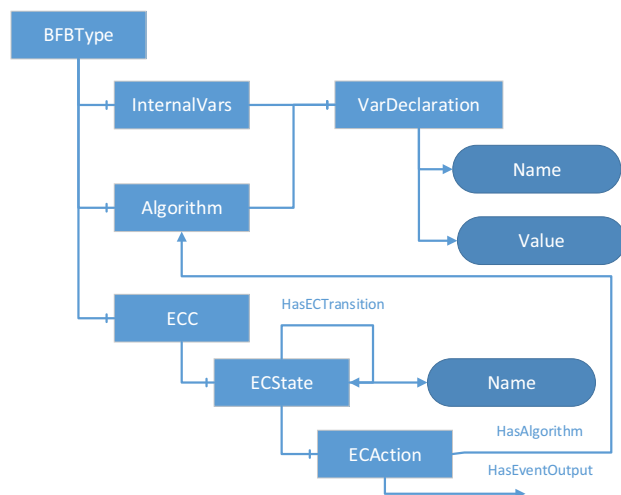 BFBType
InternalVars
VarDeclaration
Name
Algorithm
Value
HasECTransition
ECC
ECState
Name
HasAlgorithm
ECAction
HasEventOutput